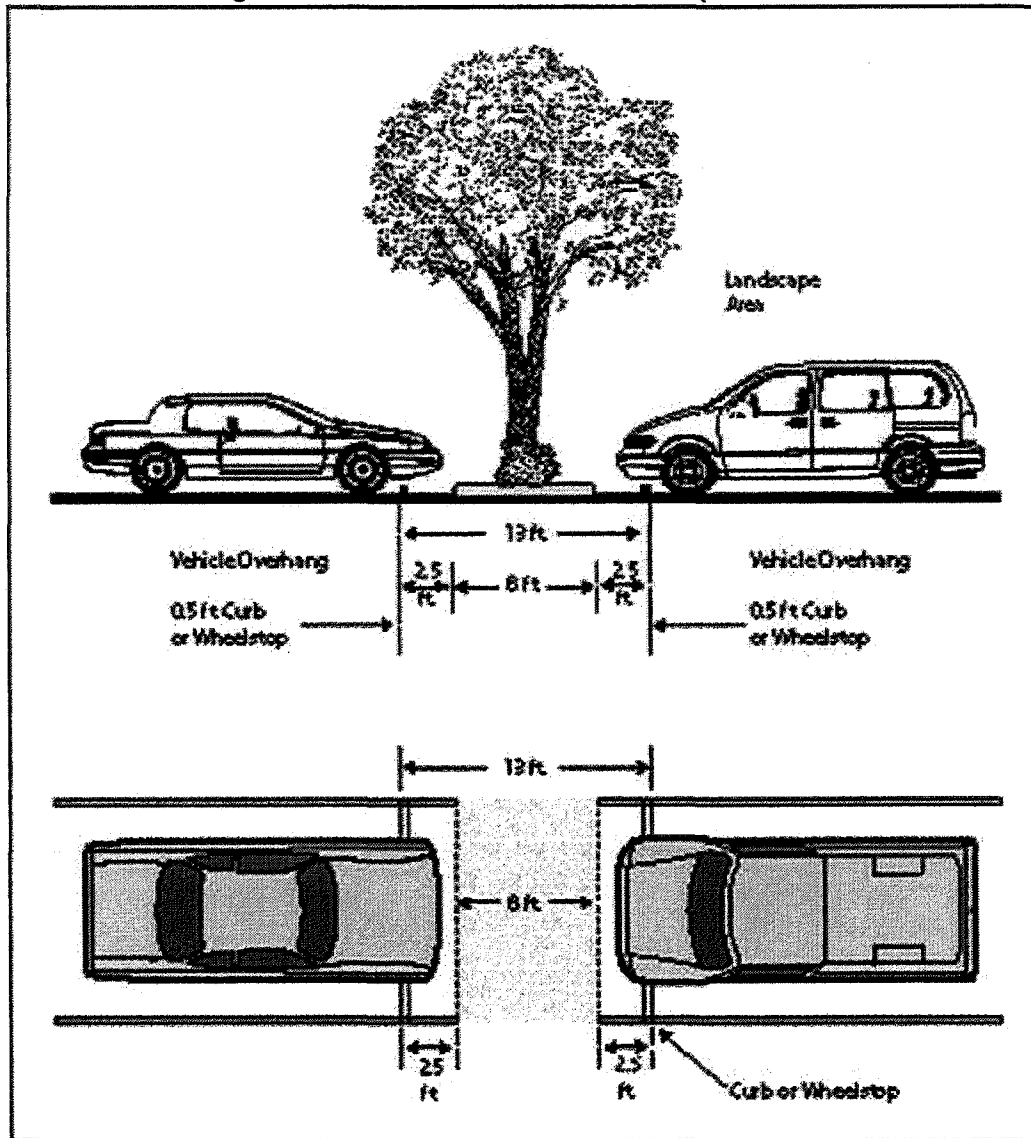 Landscape
Area
13 ft
Vehicle Overhang
2.5
ft
8 ft
2.5
ft
Vehicle Overhang
0.5 ft Curb
or Wheelstop
0.5 ft Curb
or Wheelstop
13 ft
8 ft
2.5
ft
2.5
ft
Curb or Wheelstop